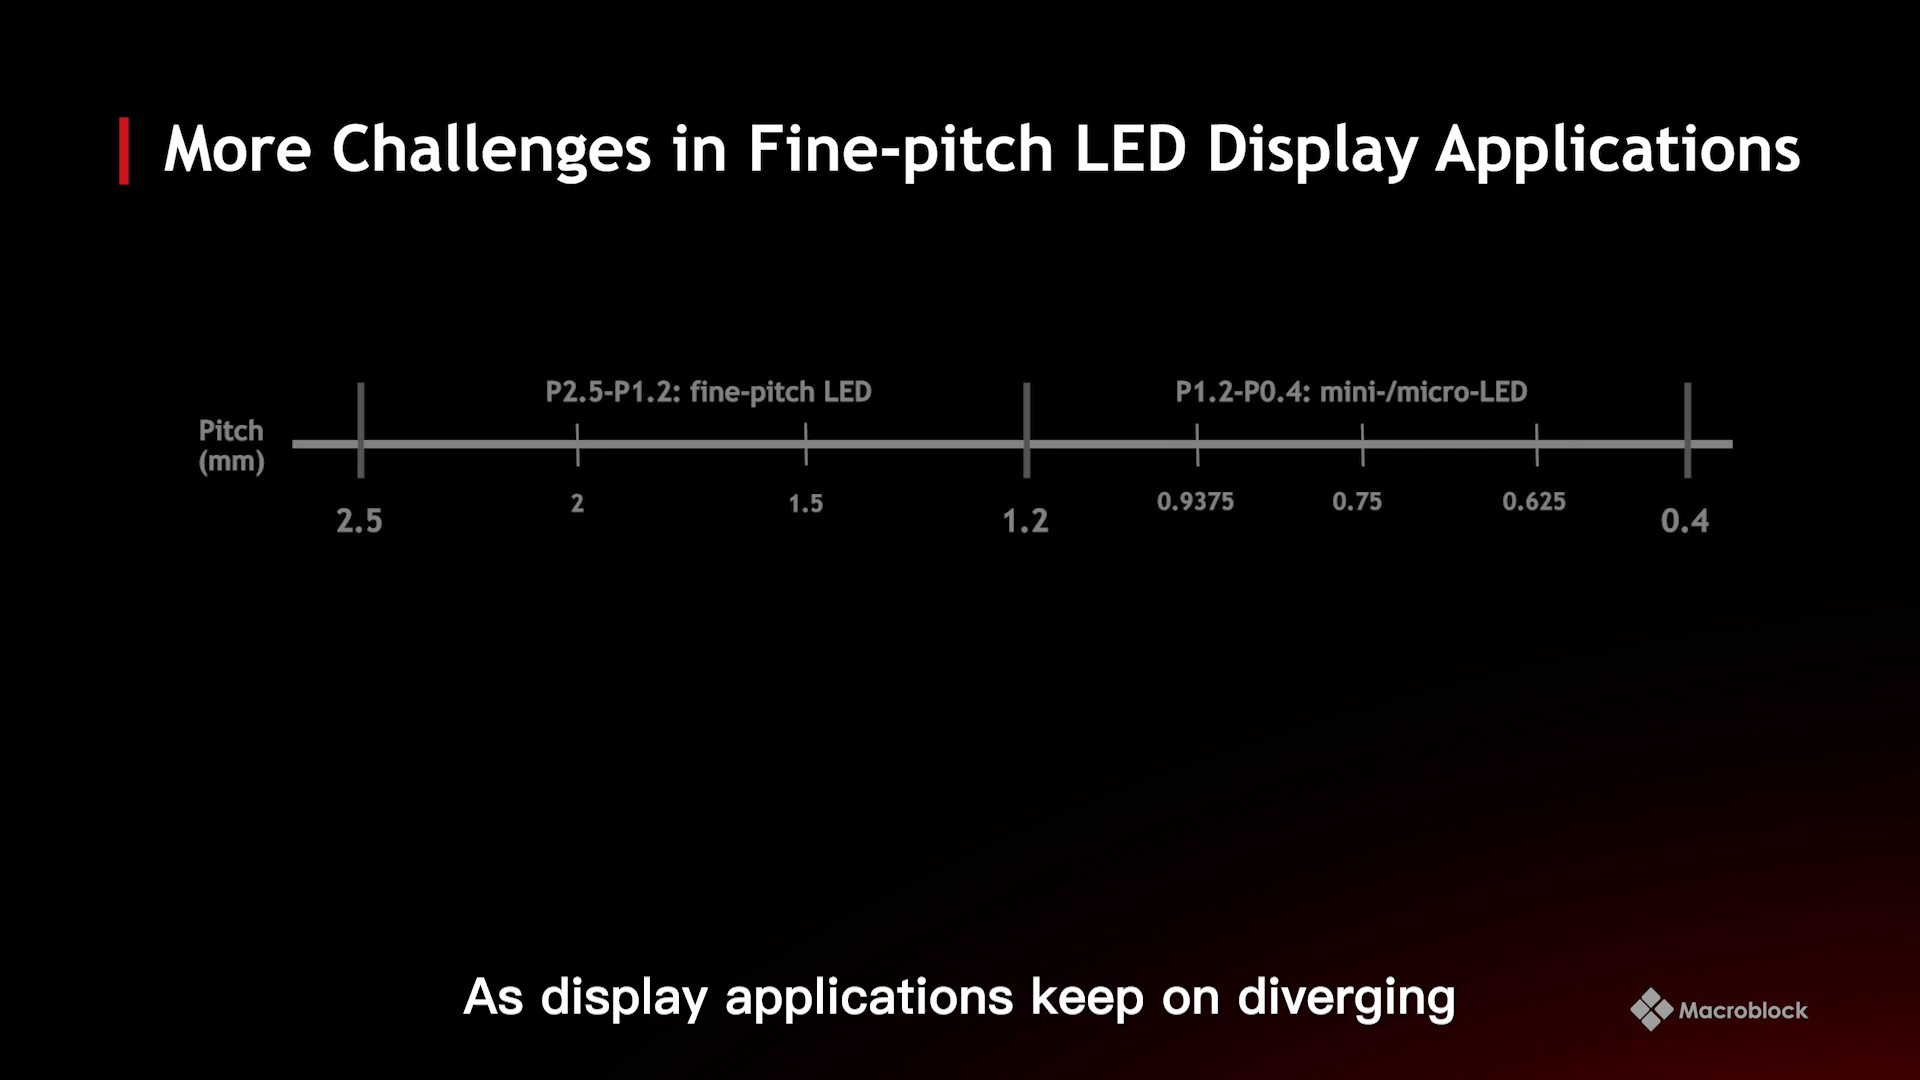 More Challenges in Fine-pitch LED Display Applications
P2.5-P1.2: fine-pitch LED
P1.2-P0.4: mini-/micro-LED
Pitch
(mm)
2.5
2
1.5
1.2
0.9375
0.75
0.625
0.4
As display applications keep on diverging
Macroblock